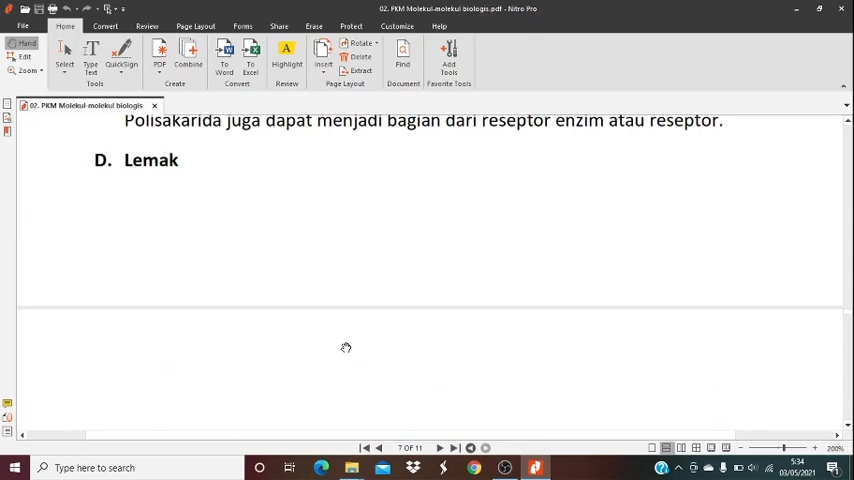 02. PKM Molekul-molekul biologis.pdf - Nitro Pro
File
Home
Convert
Review
Page Layout
Forms
Share
Erase
Protect
Customize
Hand
Edit
Zoom
Select
Type Text
QuickSign
Tools
PDF
Combine
Create
To Word
To Excel
Convert
Highlight
Review
Insert
Rotate
Delete
Extract
Page Layout
Find
Document
Add Tools
Favorite Tools
02. PKM Molekul-molekul biologis
Polisakarida juga dapat menjadi bagian dari reseptor enzim atau reseptor.
D. Lemak
7 OF 11
200%
Type here to search
5:34
03/05/2021